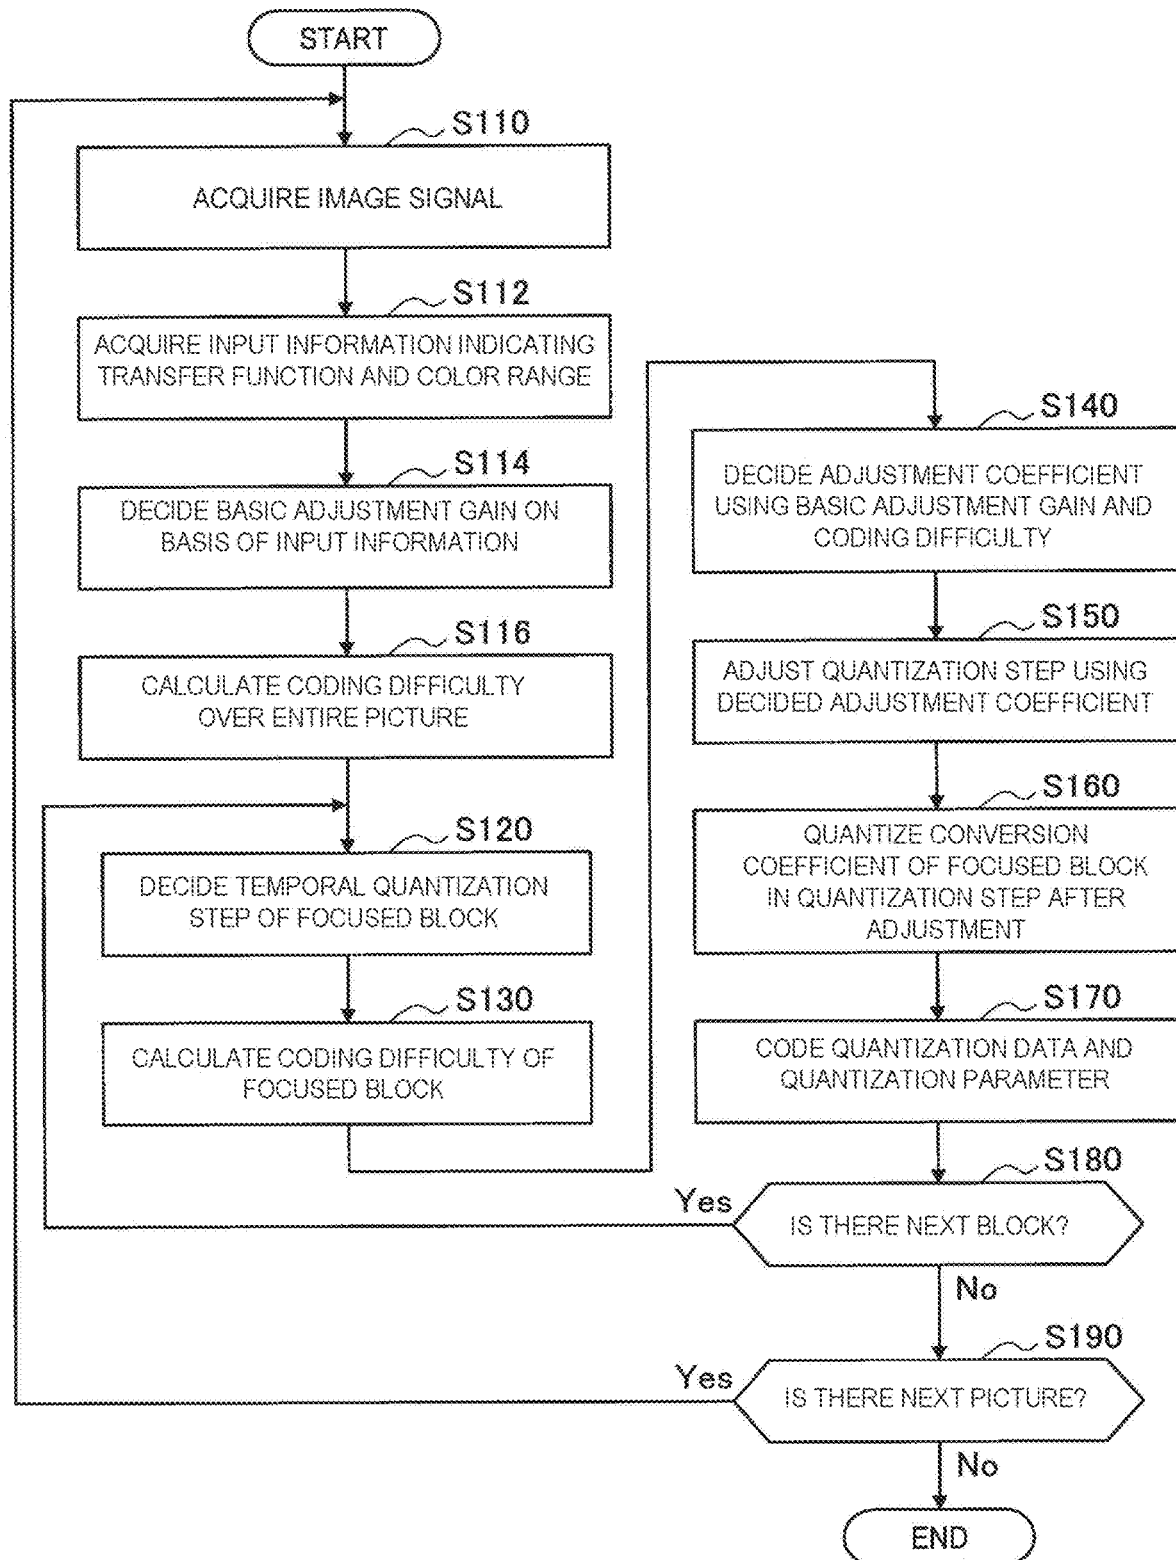 START
S110
ACQUIRE IMAGE SIGNAL
S112
ACQUIRE INPUT INFORMATION INDICATING
TRANSFER FUNCTION AND COLOR RANGE
S114
DECIDE BASIC ADJUSTMENT GAIN ON
BASIS OF INPUT INFORMATION
S116
CALCULATE CODING DIFFICULTY
OVER ENTIRE PICTURE
S120
DECIDE TEMPORAL QUANTIZATION
STEP OF FOCUSED BLOCK
S130
CALCULATE CODING DIFFICULTY OF
FOCUSED BLOCK
S140
DECIDE ADJUSTMENT COEFFICIENT
USING BASIC ADJUSTMENT GAIN AND
CODING DIFFICULTY
S150
ADJUST QUANTIZATION STEP USING
DECIDED ADJUSTMENT COEFFICIENT
S160
QUANTIZE CONVERSION
COEFFICIENT OF FOCUSED BLOCK
IN QUANTIZATION STEP AFTER
ADJUSTMENT
S170
CODE QUANTIZATION DATA AND
QUANTIZATION PARAMETER
S180
Yes
IS THERE NEXT BLOCK?
No
S190
Yes
IS THERE NEXT PICTURE?
No
END